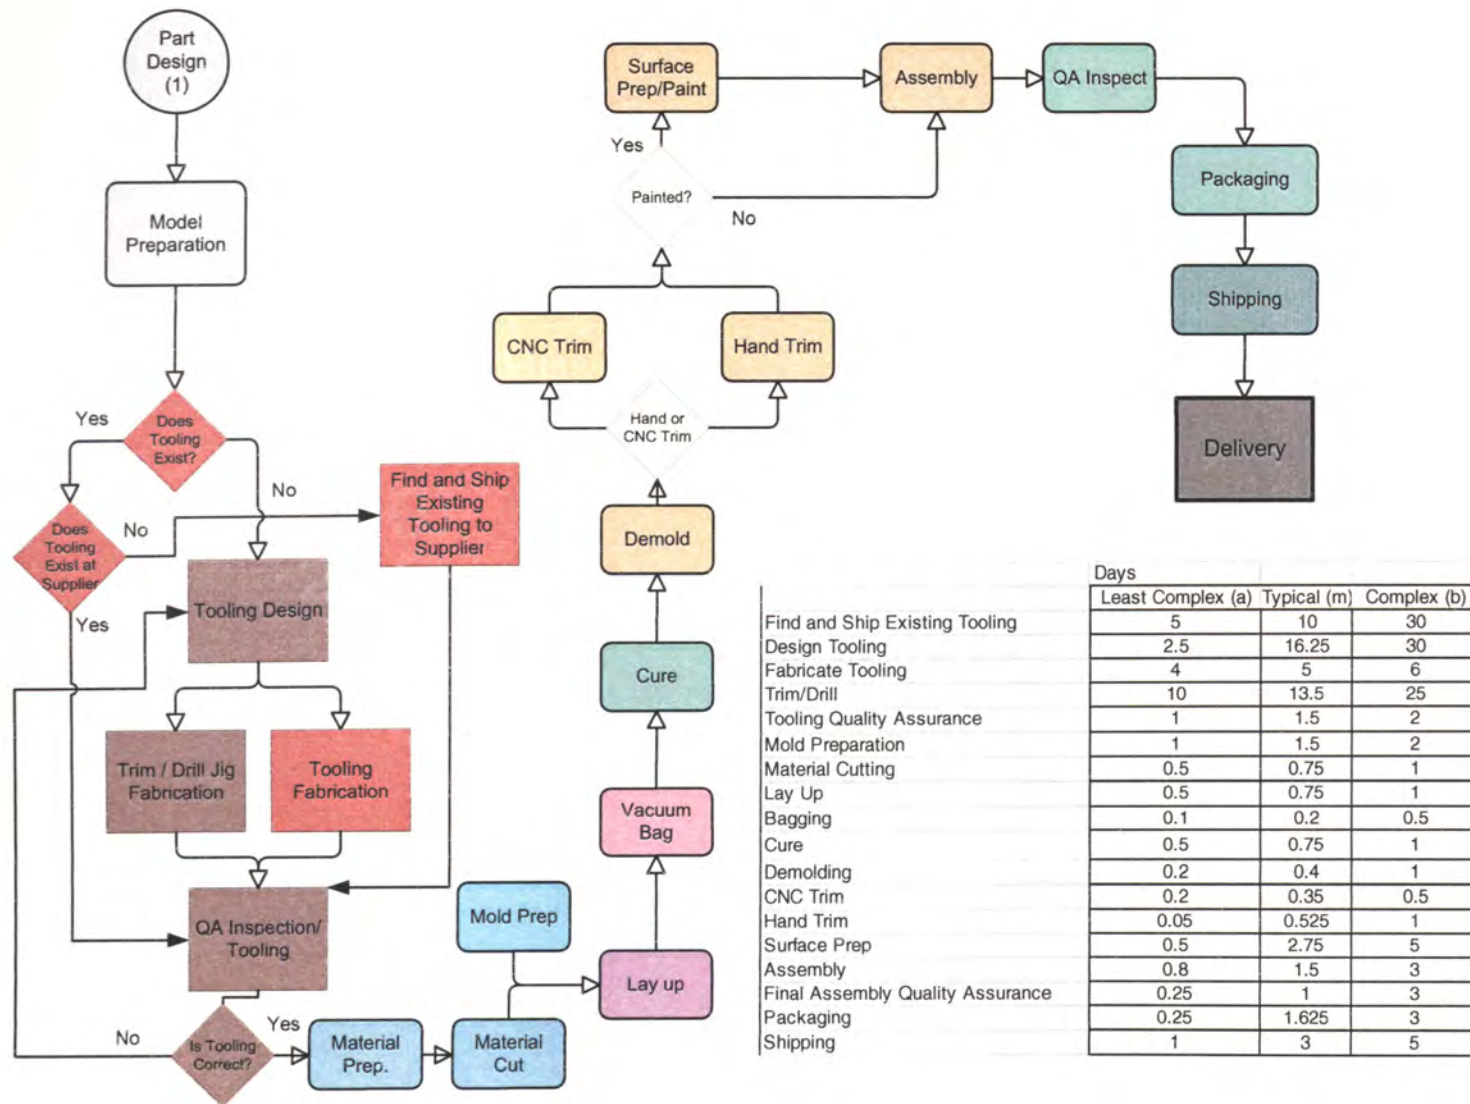 Part
Design
(1)
Model
Preparation
Yes
Does
Tooling
Exist?
No
Does
Tooling
Exist at
Supplier
No
Yes
Find and Ship
Existing
Tooling to
Supplier
Tooling Design
Trim / Drill Jig
Fabrication
Tooling
Fabrication
QA Inspection/
Tooling
No
Is Tooling
Correct?
Yes
Material
Prep.
Material
Cut
Mold Prep
Lay up
Vacuum
Bag
Cure
Demold
Hand or
CNC Trim
CNC Trim
Hand Trim
Painted?
Yes
No
Surface
Prep/Paint
Assembly
QA Inspect
Packaging
Shipping
Delivery
Days
Least Complex (a) Typical (m) Complex (b)
Find and Ship Existing Tooling 5 10 30
Design Tooling 2.5 16.25 30
Fabricate Tooling 4 5 6
Trim/Drill 10 13.5 25
Tooling Quality Assurance 1 1.5 2
Mold Preparation 1 1.5 2
Material Cutting 0.5 0.75 1
Lay Up 0.5 0.75 1
Bagging 0.1 0.2 0.5
Cure 0.5 0.75 1
Demolding 0.2 0.4 1
CNC Trim 0.2 0.35 0.5
Hand Trim 0.05 0.525 1
Surface Prep 0.5 2.75 5
Assembly 0.8 1.5 3
Final Assembly Quality Assurance 0.25 1 3
Packaging 0.25 1.625 3
Shipping 1 3 5